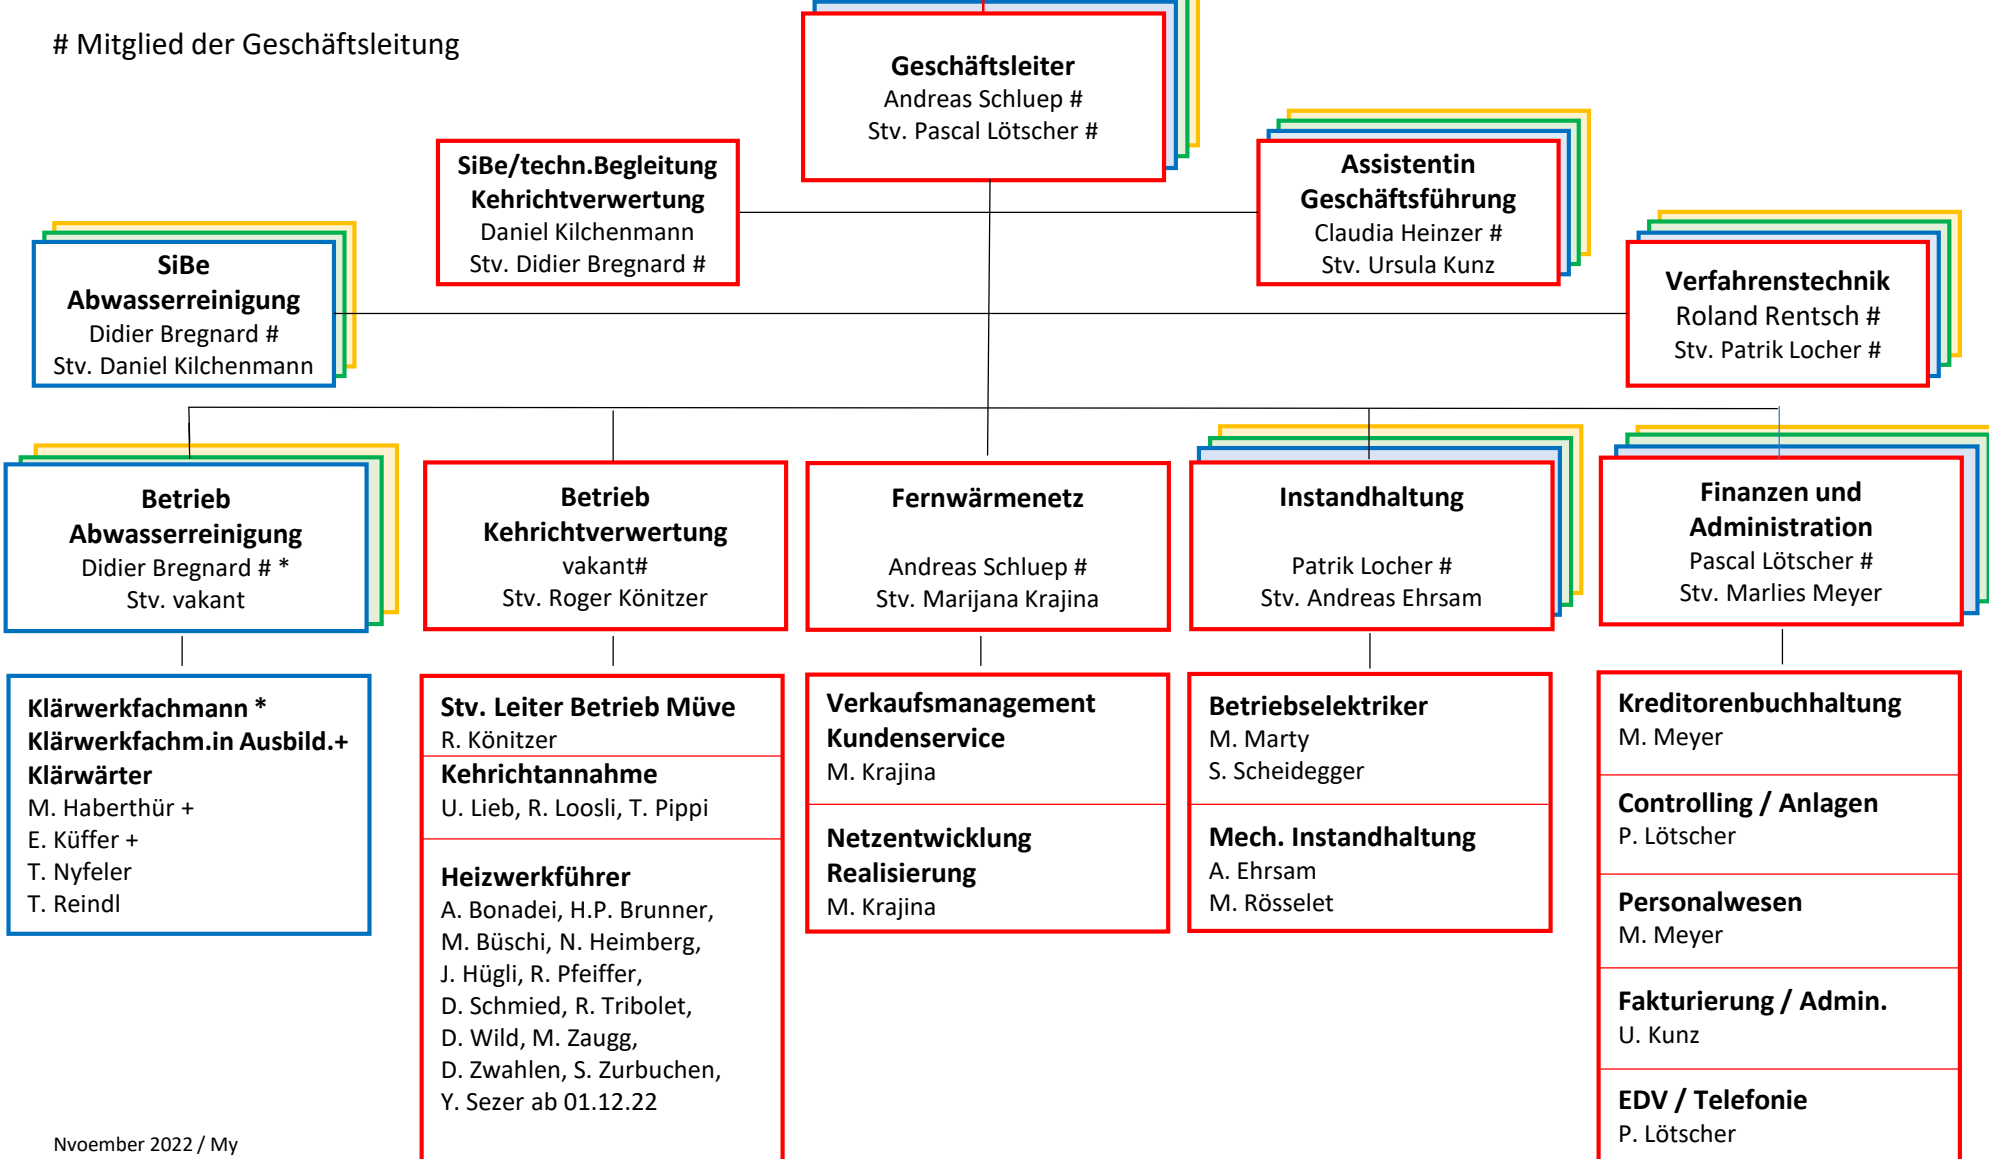 # Mitglied der Geschäftsleitung
Geschäftsleiter
Andreas Schluep #
Stv. Pascal Lötscher #
SiBe/techn.Begleitung
Kehrichtverwertung
Daniel Kilchenmann
Stv. Didier Bregnard #
Assistentin
Geschäftsführung
Claudia Heinzer #
Stv. Ursula Kunz
SiBe
Abwasserreinigung
Didier Bregnard #
Stv. Daniel Kilchenmann
Verfahrenstechnik
Roland Rentsch #
Stv. Patrik Locher #
Betrieb
Abwasserreinigung
Didier Bregnard # *
Stv. vakant
Betrieb
Kehrichtverwertung
vakant#
Stv. Roger Könitzer
Fernwärmenetz
Andreas Schluep #
Stv. Marijana Krajina
Instandhaltung
Patrik Locher #
Stv. Andreas Ehrsam
Finanzen und
Administration
Pascal Lötscher #
Stv. Marlies Meyer
Klärwerkfachmann *
Klärwerkfachm.in Ausbild.+
Klärwärter
M. Haberthür +
E. Küffer +
T. Nyfeler
T. Reindl
Stv. Leiter Betrieb Müve
R. Könitzer
Kehrichtannahme
U. Lieb, R. Loosli, T. Pippi
Heizwerkführer
A. Bonadei, H.P. Brunner,
M. Büschi, N. Heimberg,
J. Hügli, R. Pfeiffer,
D. Schmied, R. Tribolet,
D. Wild, M. Zaugg,
D. Zwahlen, S. Zurbuchen,
Y. Sezer ab 01.12.22
Verkaufsmanagement
Kundenservice
M. Krajina
Netzentwicklung
Realisierung
M. Krajina
Betriebselektriker
M. Marty
S. Scheidegger
Mech. Instandhaltung
A. Ehrsam
M. Rösselet
Kreditorenbuchhaltung
M. Meyer
Controlling / Anlagen
P. Lötscher
Personalwesen
M. Meyer
Fakturierung / Admin.
U. Kunz
EDV / Telefonie
P. Lötscher
Nvoember 2022 / My